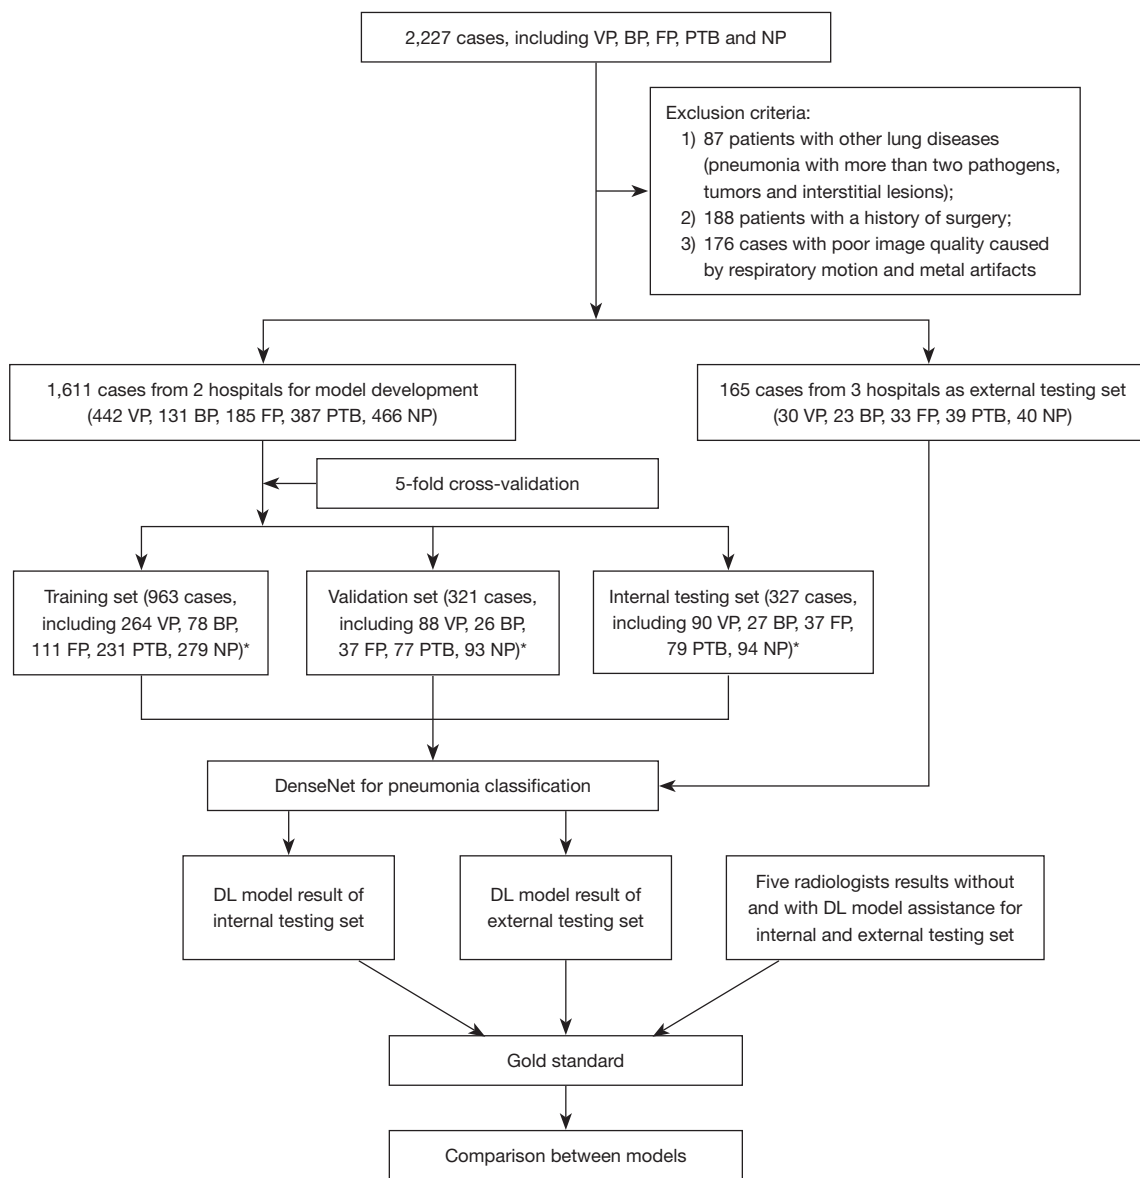 2,227 cases, including VP, BP, FP, PTB and NP
Exclusion criteria:
1) 87 patients with other lung diseases
(pneumonia with more than two pathogens,
tumors and interstitial lesions);
2) 188 patients with a history of surgery;
3) 176 cases with poor image quality caused
by respiratory motion and metal artifacts
1,611 cases from 2 hospitals for model development
(442 VP, 131 BP, 185 FP, 387 PTB, 466 NP)
165 cases from 3 hospitals as external testing set
(30 VP, 23 BP, 33 FP, 39 PTB, 40 NP)
5-fold cross-validation
Training set (963 cases,
including 264 VP, 78 BP,
111 FP, 231 PTB, 279 NP)*
Validation set (321 cases,
including 88 VP, 26 BP,
37 FP, 77 PTB, 93 NP)*
Internal testing set (327 cases,
including 90 VP, 27 BP, 37 FP,
79 PTB, 94 NP)*
DenseNet for pneumonia classification
DL model result of
internal testing set
DL model result of
external testing set
Five radiologists results without
and with DL model assistance for
internal and external testing set
Gold standard
Comparison between models